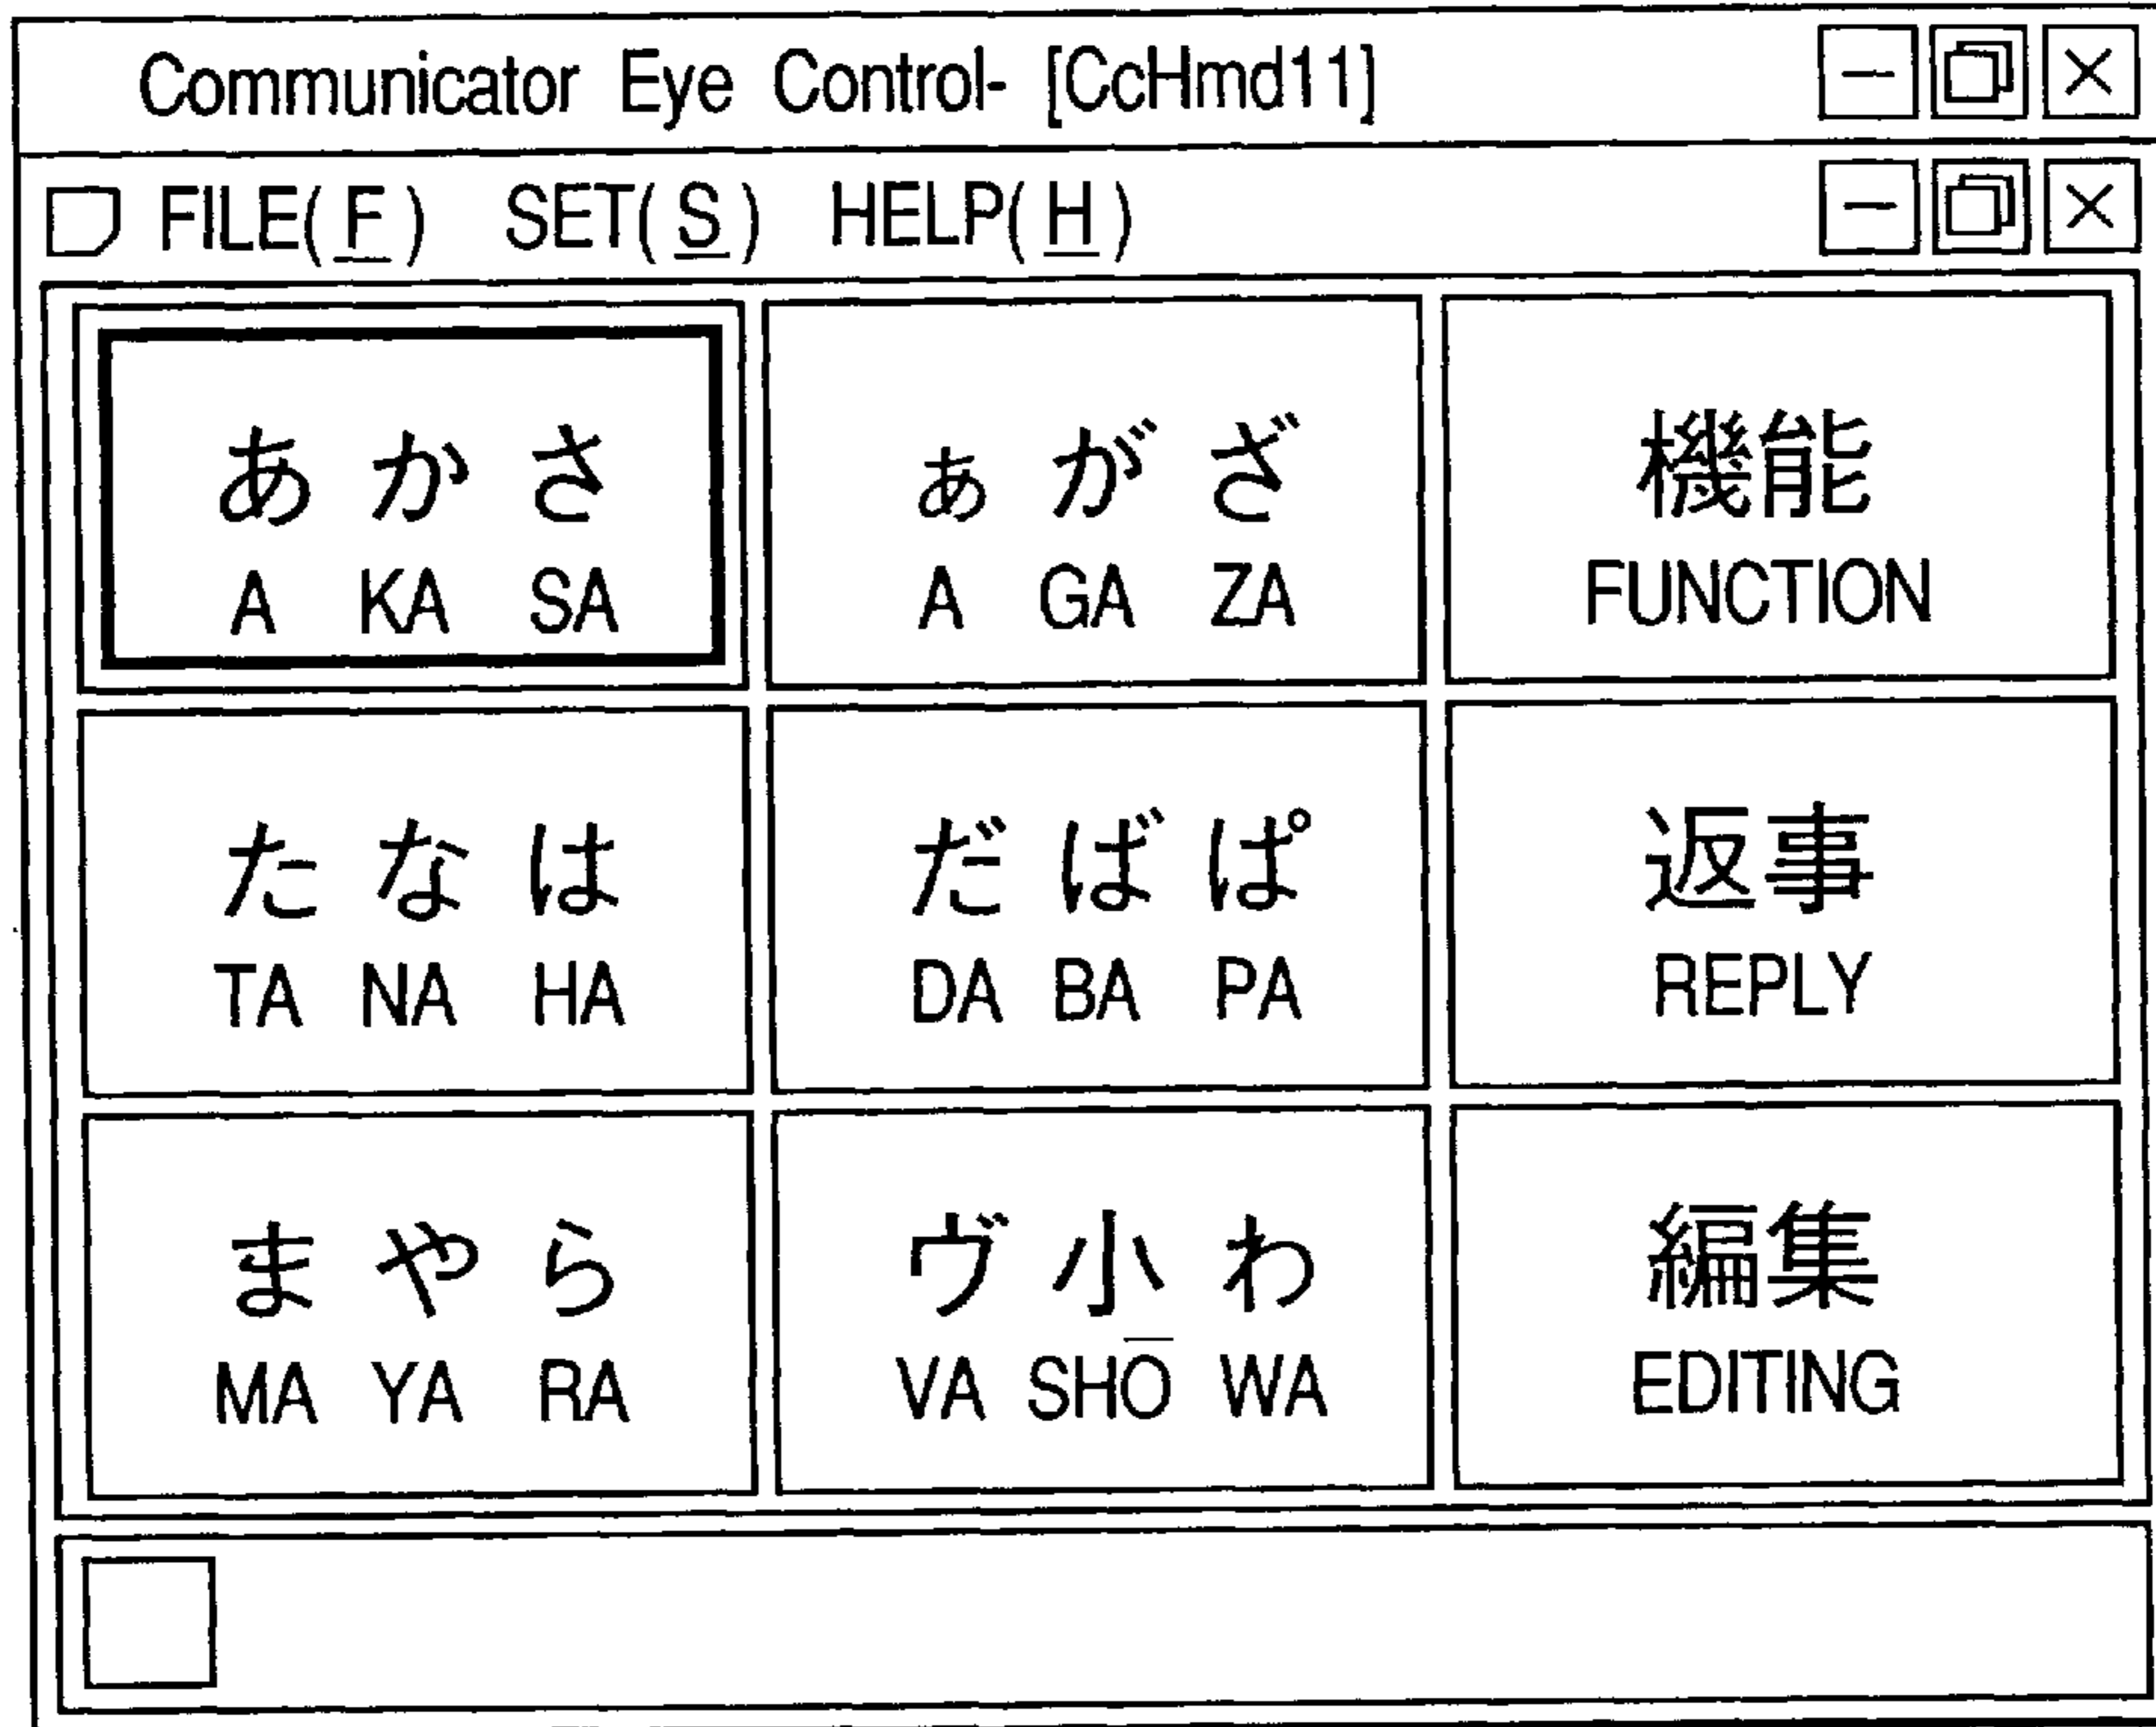 Communicator Eye Control- [CcHmd11]
FILE(F) SET(S) HELP(H)
あ か さ
A KA SA
ぁ が ざ
A GA ZA
機能
FUNCTION
た な は
TA NA HA
だ ば ぱ
DA BA PA
返事
REPLY
ま や ら
MA YA RA
ヴ 小 わ
VA SHŌ WA
編集
EDITING